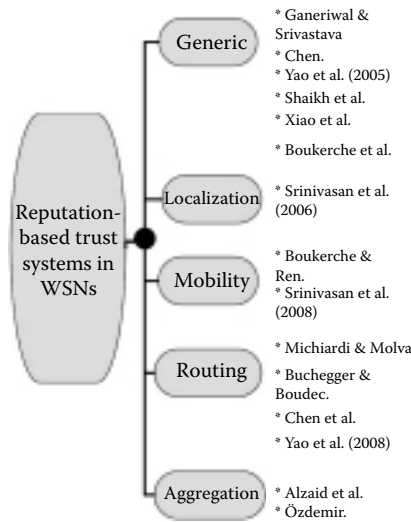 Reputation-
based trust
systems in
WSNs
Generic
* Ganeriwal &
Srivastava
* Chen.
* Yao et al. (2005)
* Shaikh et al.
* Xiao et al.
* Boukerche et al.
Localization
* Srinivasan et al.
(2006)
Mobility
* Boukerche &
Ren.
* Srinivasan et al.
(2008)
Routing
* Michiardi & Molva
* Buchegger &
Boudec.
* Chen et al.
* Yao et al. (2008)
Aggregation
* Alzaid et al.
* Özdemir.